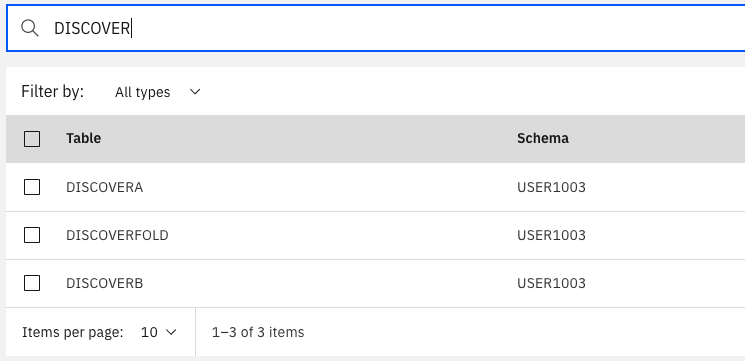 DISCOVER
Filter by: All types
Table Schema
DISCOVERA USER1003
DISCOVERFOLD USER1003
DISCOVERB USER1003
Items per page: 10 1–3 of 3 items